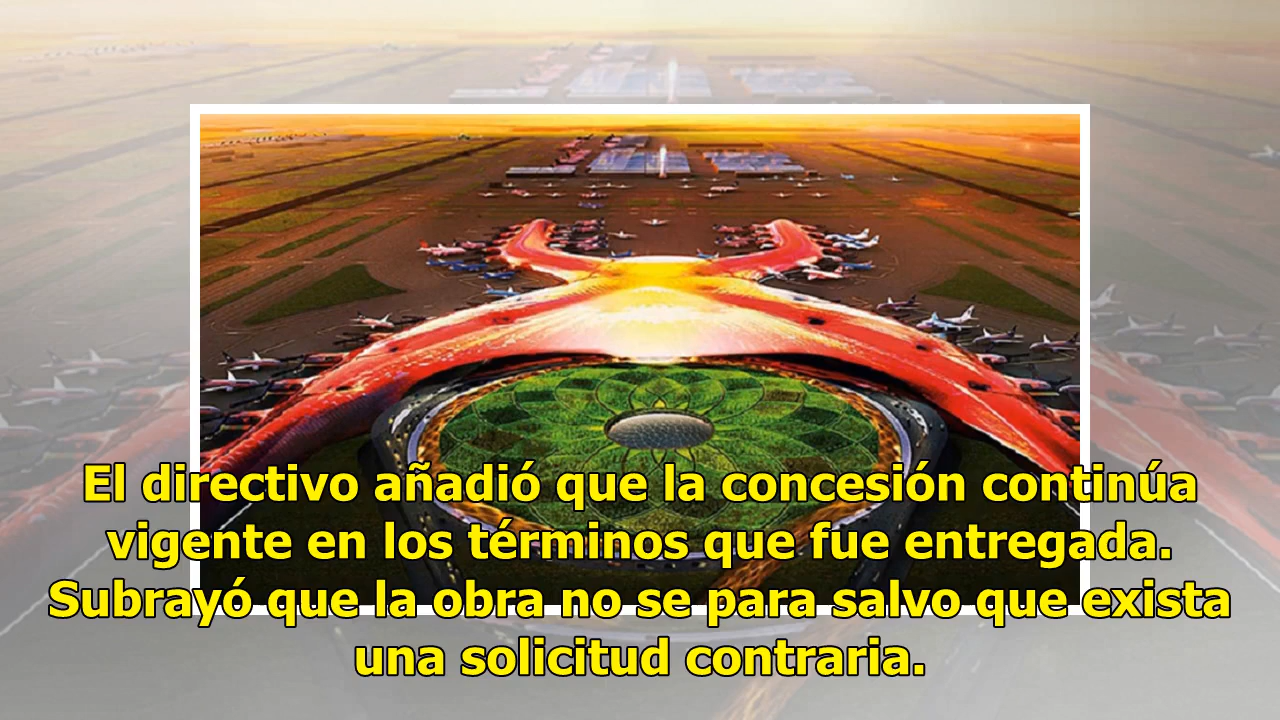 El directivo añadió que la concesión continúa
vigente en los términos que fue entregada.
Subrayó que la obra no se para salvo que exista
una solicitud contraria.